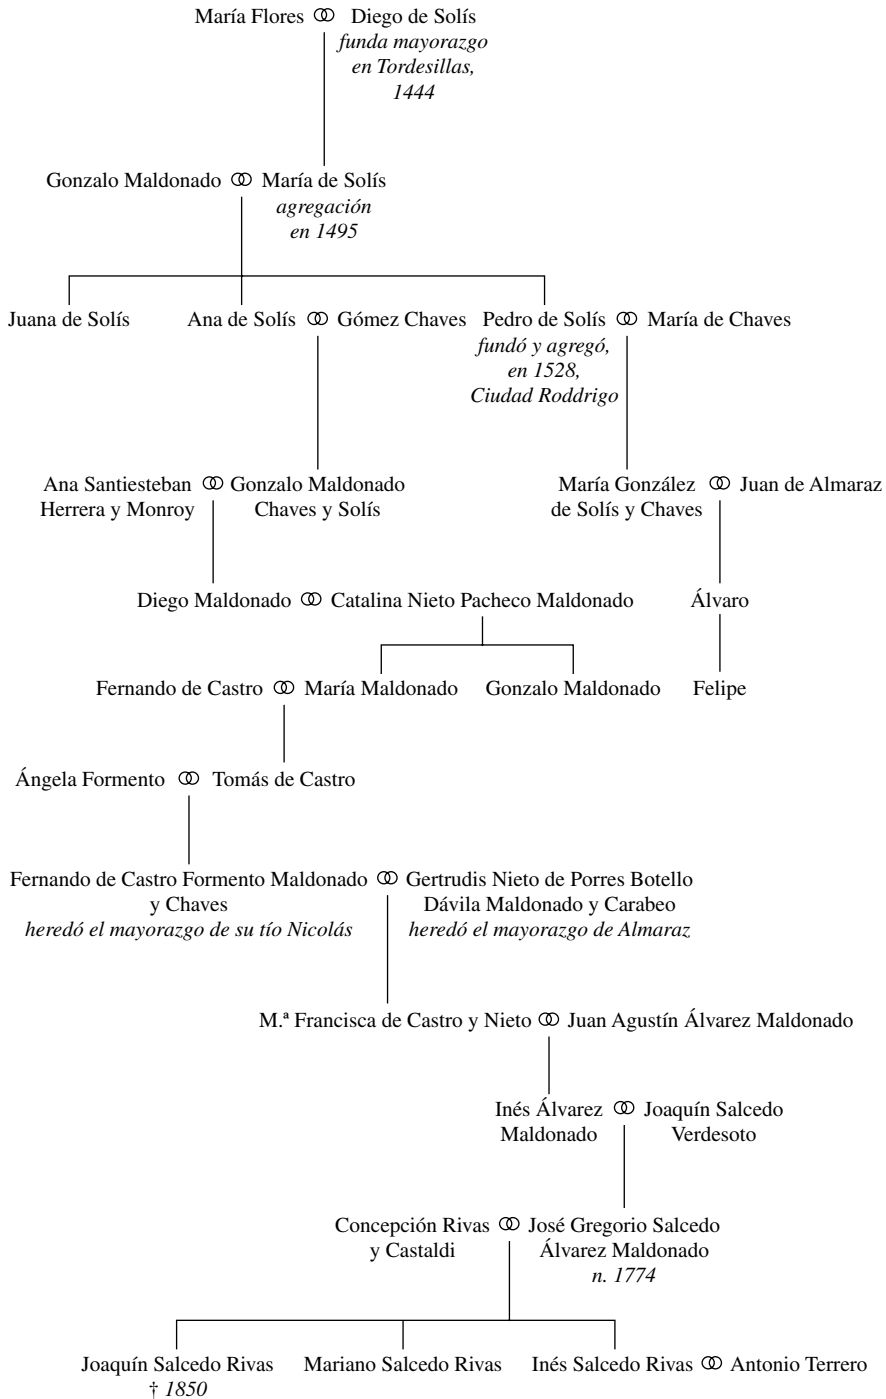 María Flores Diego de Solís
funda mayorazgo
en Tordesillas,
1444
Gonzalo Maldonado María de Solís
agregación
en 1495
Juana de Solís Ana de Solís Gómez Chaves Pedro de Solís María de Chaves
fundó y agregó,
en 1528,
Ciudad Roddrigo
Ana Santiesteban Gonzalo Maldonado María González Juan de Almaraz
Herrera y Monroy Chaves y Solís de Solís y Chaves
Diego Maldonado Catalina Nieto Pacheco Maldonado Álvaro
Fernando de Castro María Maldonado Gonzalo Maldonado Felipe
Ángela Formento Tomás de Castro
Fernando de Castro Formento Maldonado Gertrudis Nieto de Porres Botello
y Chaves Dávila Maldonado y Carabeo
heredó el mayorazgo de su tío Nicolás heredó el mayorazgo de Almaraz
M.ª Francisca de Castro y Nieto Juan Agustín Álvarez Maldonado
Inés Álvarez Joaquín Salcedo
Maldonado Verdesoto
Concepción Rivas José Gregorio Salcedo
y Castaldi Álvarez Maldonado
n. 1774
Joaquín Salcedo Rivas Mariano Salcedo Rivas Inés Salcedo Rivas Antonio Terrero
† 1850